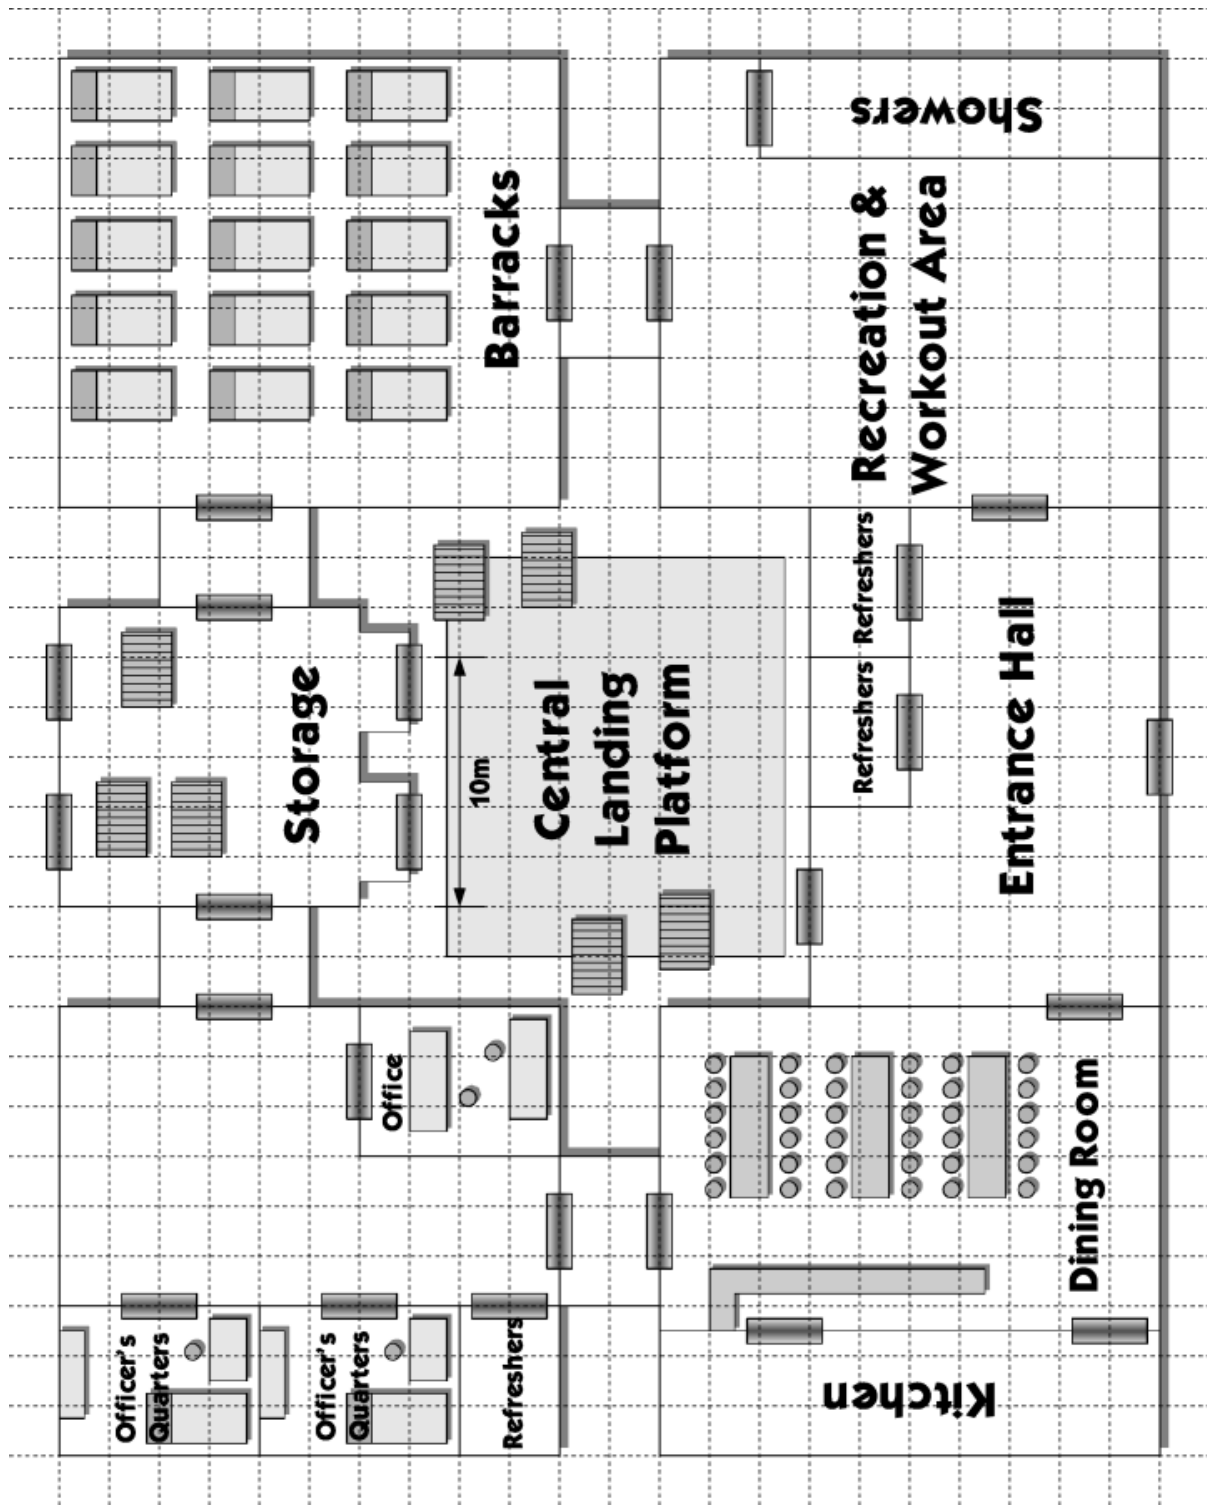 Showers
Barracks
Recreation &
Workout Area
Refreshers
Refreshers
Entrance Hall
Storage
10m
Central
Landing
Platform
Office
Dining Room
Officer's
Quarters
Officer's
Quarters
Refreshers
Kitchen